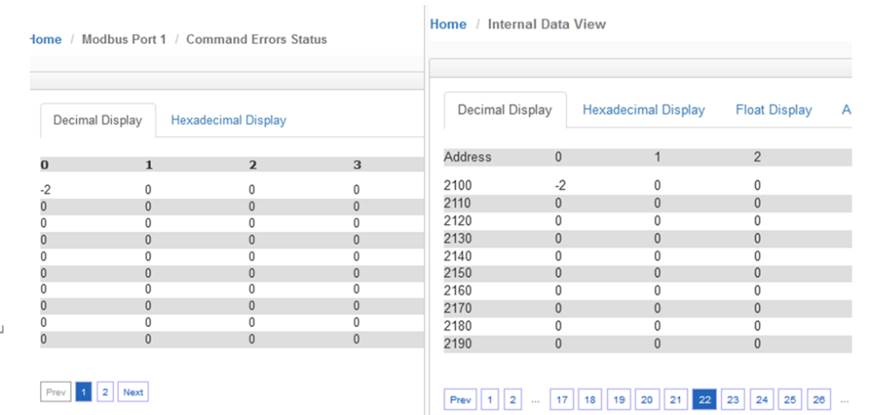 Home / Modbus Port 1 / Command Errors Status
Decimal Display Hexadecimal Display
0 1 2 3
-2 0 0 0
0 0 0 0
0 0 0 0
0 0 0 0
0 0 0 0
0 0 0 0
0 0 0 0
0 0 0 0
0 0 0 0
0 0 0 0
Prev 1 2 Next
Home / Internal Data View
Decimal Display Hexadecimal Display Float Display A
Address 0 1 2
2100 -2 0 0
2110 0 0 0
2120 0 0 0
2130 0 0 0
2140 0 0 0
2150 0 0 0
2160 0 0 0
2170 0 0 0
2180 0 0 0
2190 0 0 0
Prev 1 2 ... 17 18 19 20 21 22 23 24 25 26 ...